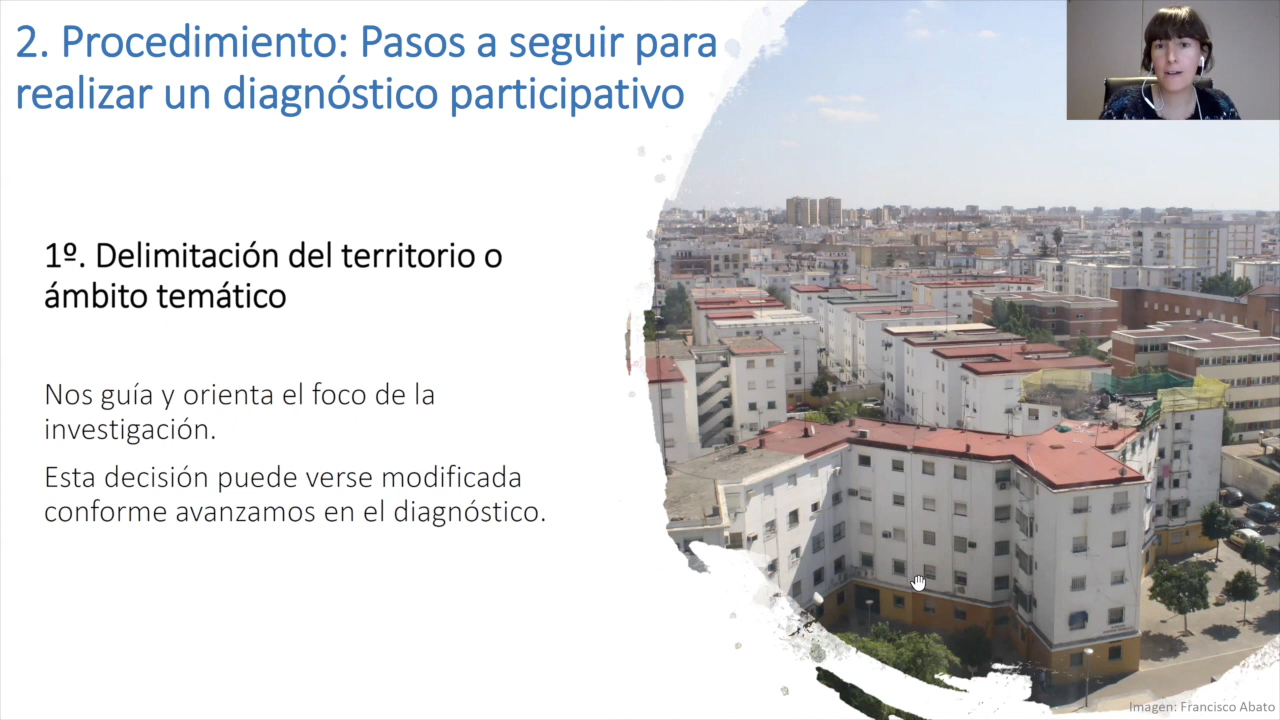 2. Procedimiento: Pasos a seguir para
realizar un diagnóstico participativo
1º. Delimitación del territorio o
ámbito temático
Nos guía y orienta el foco de la
investigación.
Esta decisión puede verse modificada
conforme avanzamos en el diagnóstico.
Imagen: Francisco Abato